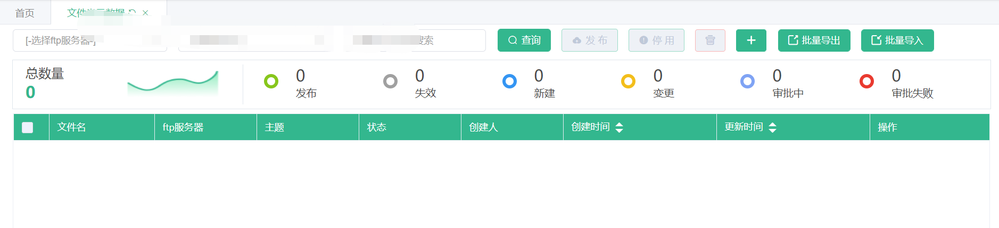 首页
文件类元数据
[-选择ftp服务器-]
搜索
查询
发布
停用
批量导出
批量导入
总数量
0
0
发布
0
失效
0
新建
0
变更
0
审批中
0
审批失败
文件名
ftp服务器
主题
状态
创建人
创建时间
更新时间
操作